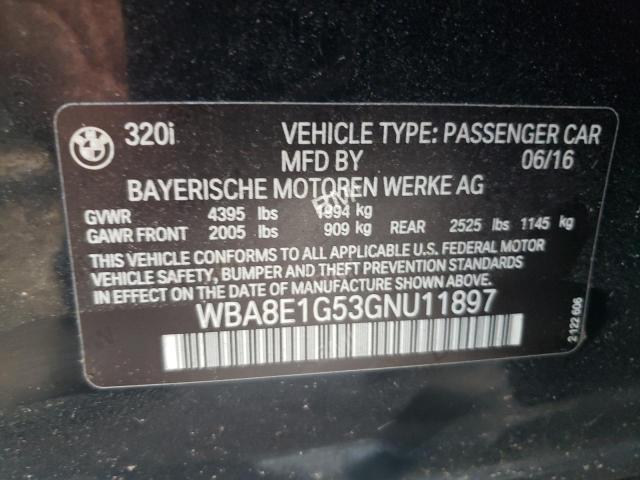 BMW
320i VEHICLE TYPE: PASSENGER CAR
MFD BY 06/16
BAYERISCHE MOTOREN WERKE AG
GVWR 4395 lbs 1994 kg
GAWR FRONT 2005 lbs 909 kg REAR 2525 lbs 1145 kg
THIS VEHICLE CONFORMS TO ALL APPLICABLE U.S. FEDERAL MOTOR
VEHICLE SAFETY, BUMPER AND THEFT PREVENTION STANDARDS
IN EFFECT ON THE DATE OF MANUFACTURE SHOWN ABOVE.
WBA8E1G53GNU11897
2 122 606